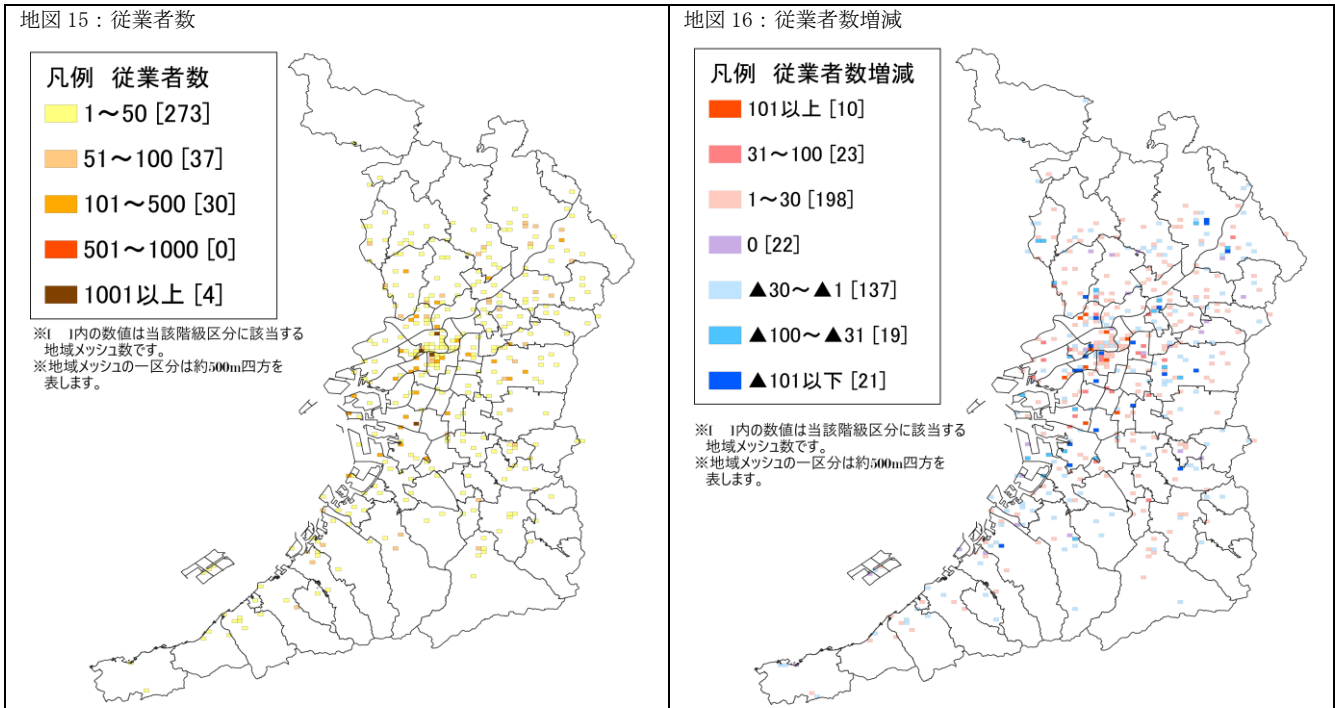 地図 15：従業者数
凡例 従業者数
1～50 [273]
51～100 [37]
101～500 [30]
501～1000 [0]
1001以上 [4]
※[ ]内の数値は当該階級区分に該当する
地域メッシュ数です。
※地域メッシュの一区分は約500m四方を
表します。
地図 16：従業者数増減
凡例 従業者数増減
101以上 [10]
31～100 [23]
1～30 [198]
0 [22]
▲30～▲1 [137]
▲100～▲31 [19]
▲101以下 [21]
※[ ]内の数値は当該階級区分に該当する
地域メッシュ数です。
※地域メッシュの一区分は約500m四方を
表します。